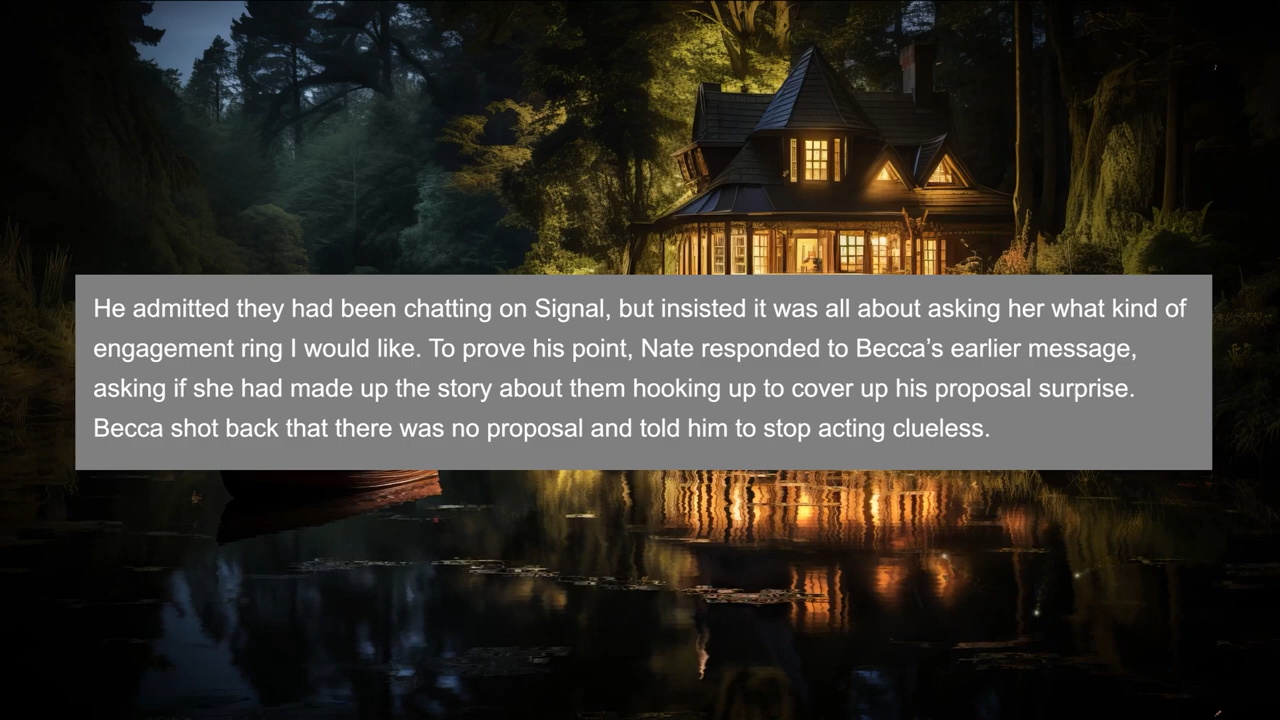 He admitted they had been chatting on Signal, but insisted it was all about asking her what kind of
engagement ring I would like. To prove his point, Nate responded to Becca’s earlier message,
asking if she had made up the story about them hooking up to cover up his proposal surprise.
Becca shot back that there was no proposal and told him to stop acting clueless.